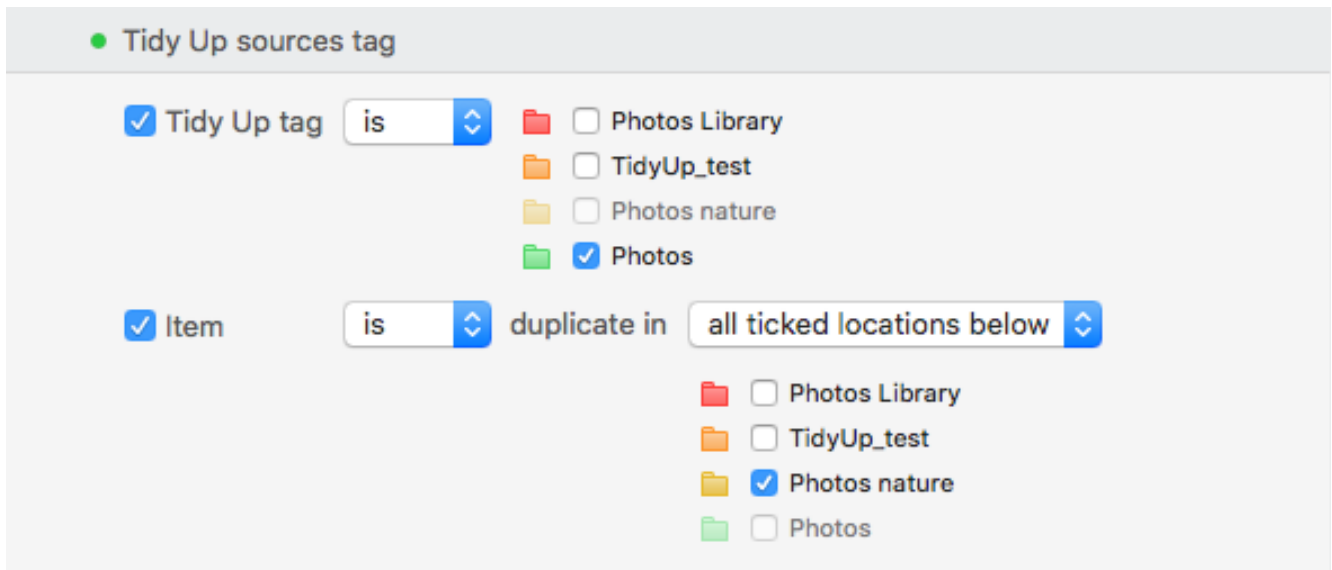 Tidy Up sources tag
Tidy Up tag is Photos Library
TidyUp_test
Photos nature
Photos
Item is duplicate in all ticked locations below
Photos Library
TidyUp_test
Photos nature
Photos